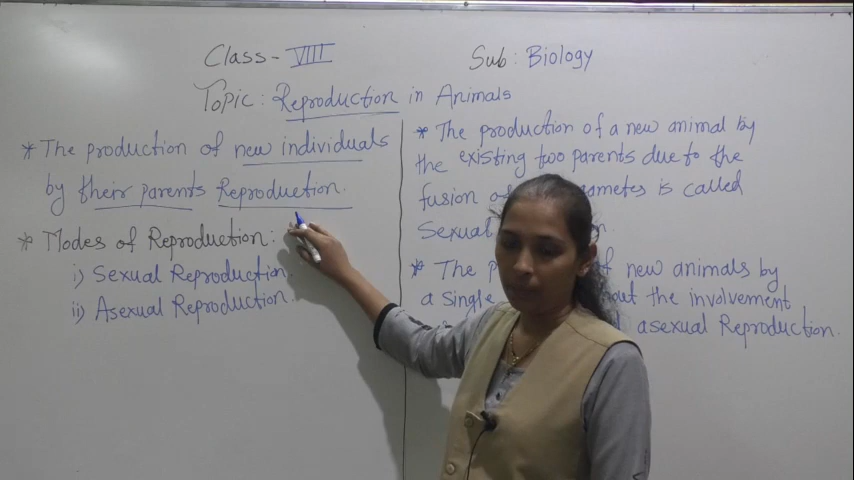 Class - VIII
Sub: Biology
Topic: Reproduction in Animals
* The production of new individuals
by their parents Reproduction.
* Modes of Reproduction:
i) Sexual Reproduction.
ii) Asexual Reproduction.
* The production of a new animal by
the existing two parents due to the
fusion gametes is called
Sexual
* The new animals by
a single the involvement
asexual Reproduction.